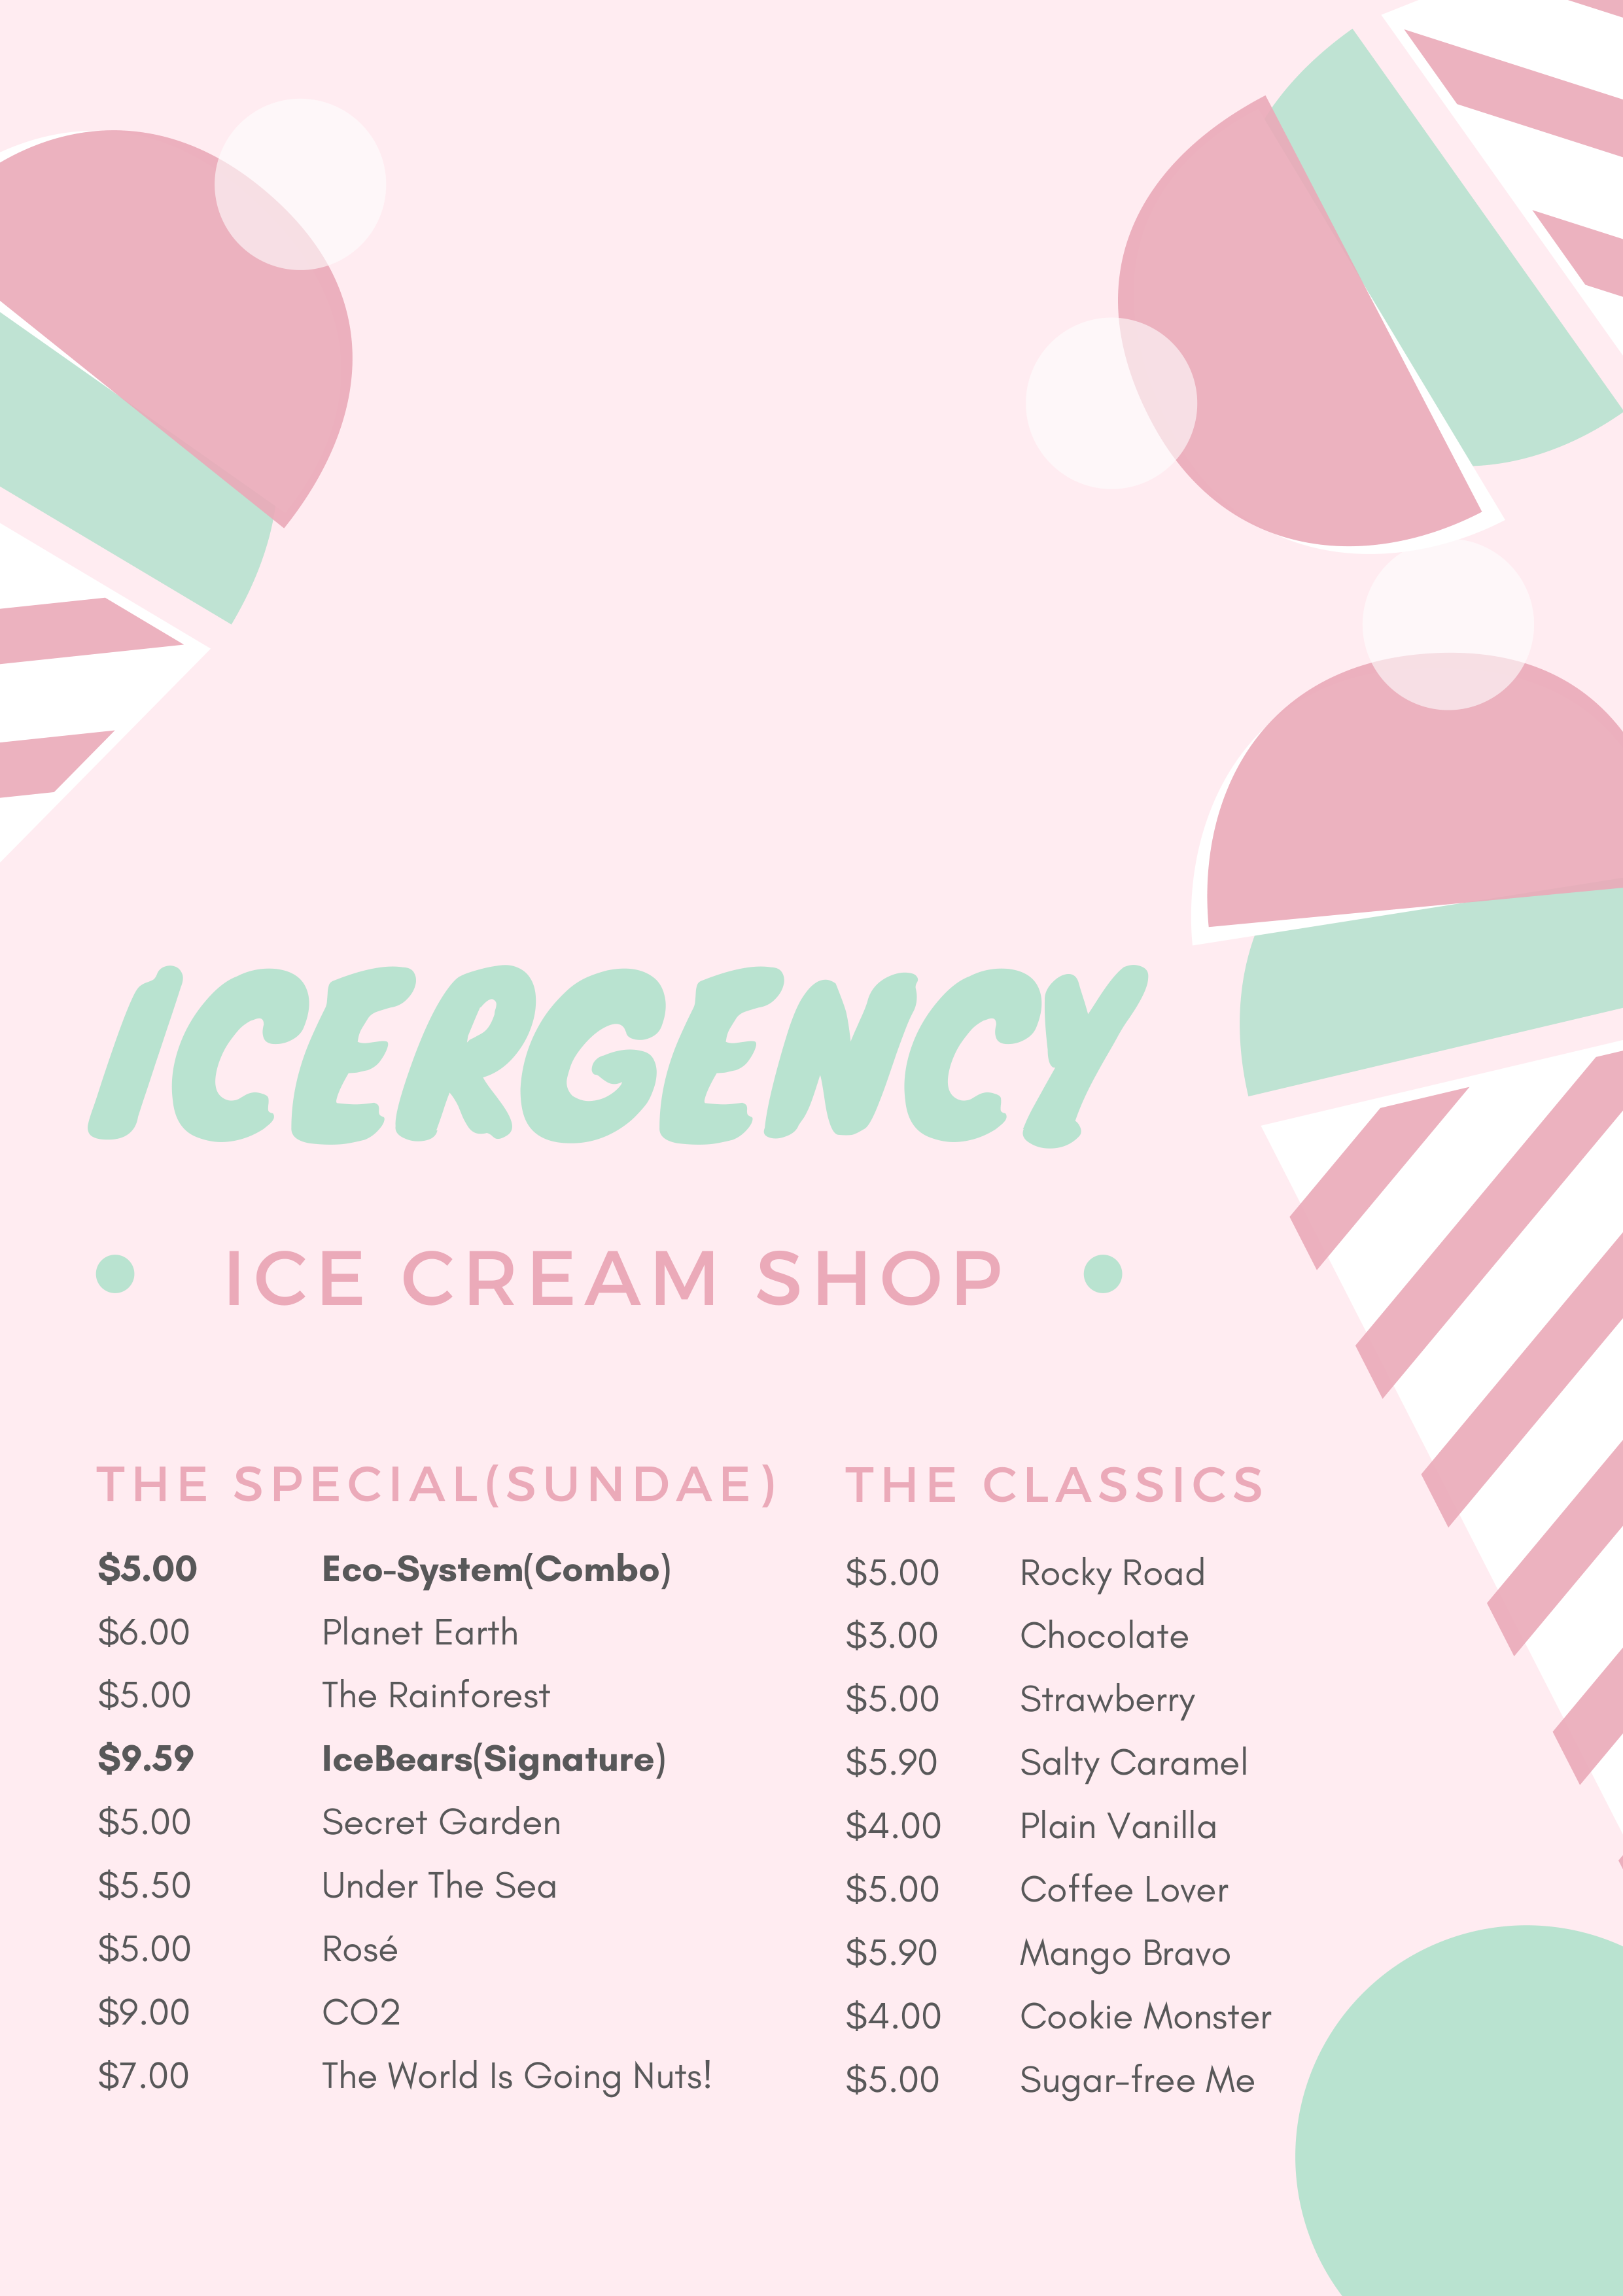 ICERGENCY
ICE CREAM SHOP
THE SPECIAL(SUNDAE)
$5.00 Eco-System(Combo)
$6.00 Planet Earth
$5.00 The Rainforest
$9.59 IceBears(Signature)
$5.00 Secret Garden
$5.50 Under The Sea
$5.00 Rosé
$9.00 CO2
$7.00 The World Is Going Nuts!
THE CLASSICS
$5.00 Rocky Road
$3.00 Chocolate
$5.00 Strawberry
$5.90 Salty Caramel
$4.00 Plain Vanilla
$5.00 Coffee Lover
$5.90 Mango Bravo
$4.00 Cookie Monster
$5.00 Sugar-free Me